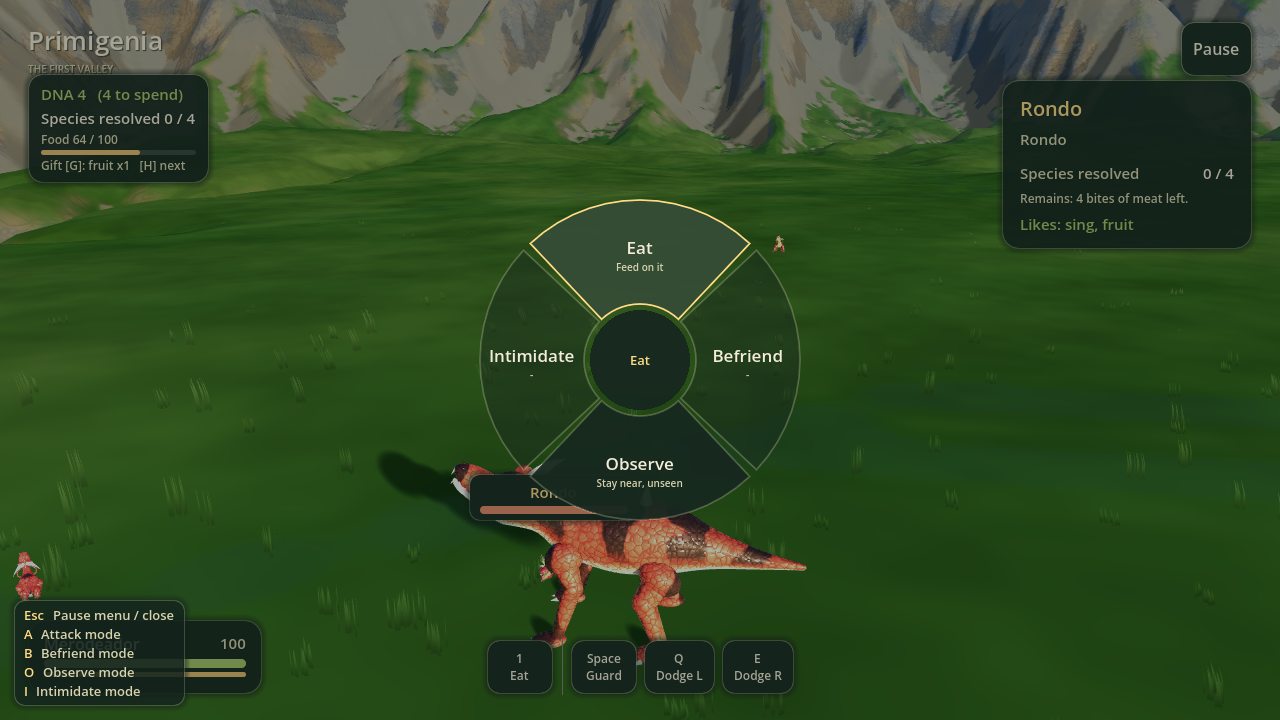 Primigenia
THE FIRST VALLEY
DNA 4 (4 to spend)
Species resolved 0 / 4
Food 64 / 100
Gift [G]: fruit x1 [H] next
Pause
Rondo
Rondo
Species resolved 0 / 4
Remains: 4 bites of meat left.
Likes: sing, fruit
Eat
Feed on it
Intimidate
-
Eat
Befriend
-
Observe
Stay near, unseen
Rondo
Esc Pause menu / close
A Attack mode
B Befriend mode
O Observe mode
I Intimidate mode
100
1
Eat
Space
Guard
Q
Dodge L
E
Dodge R